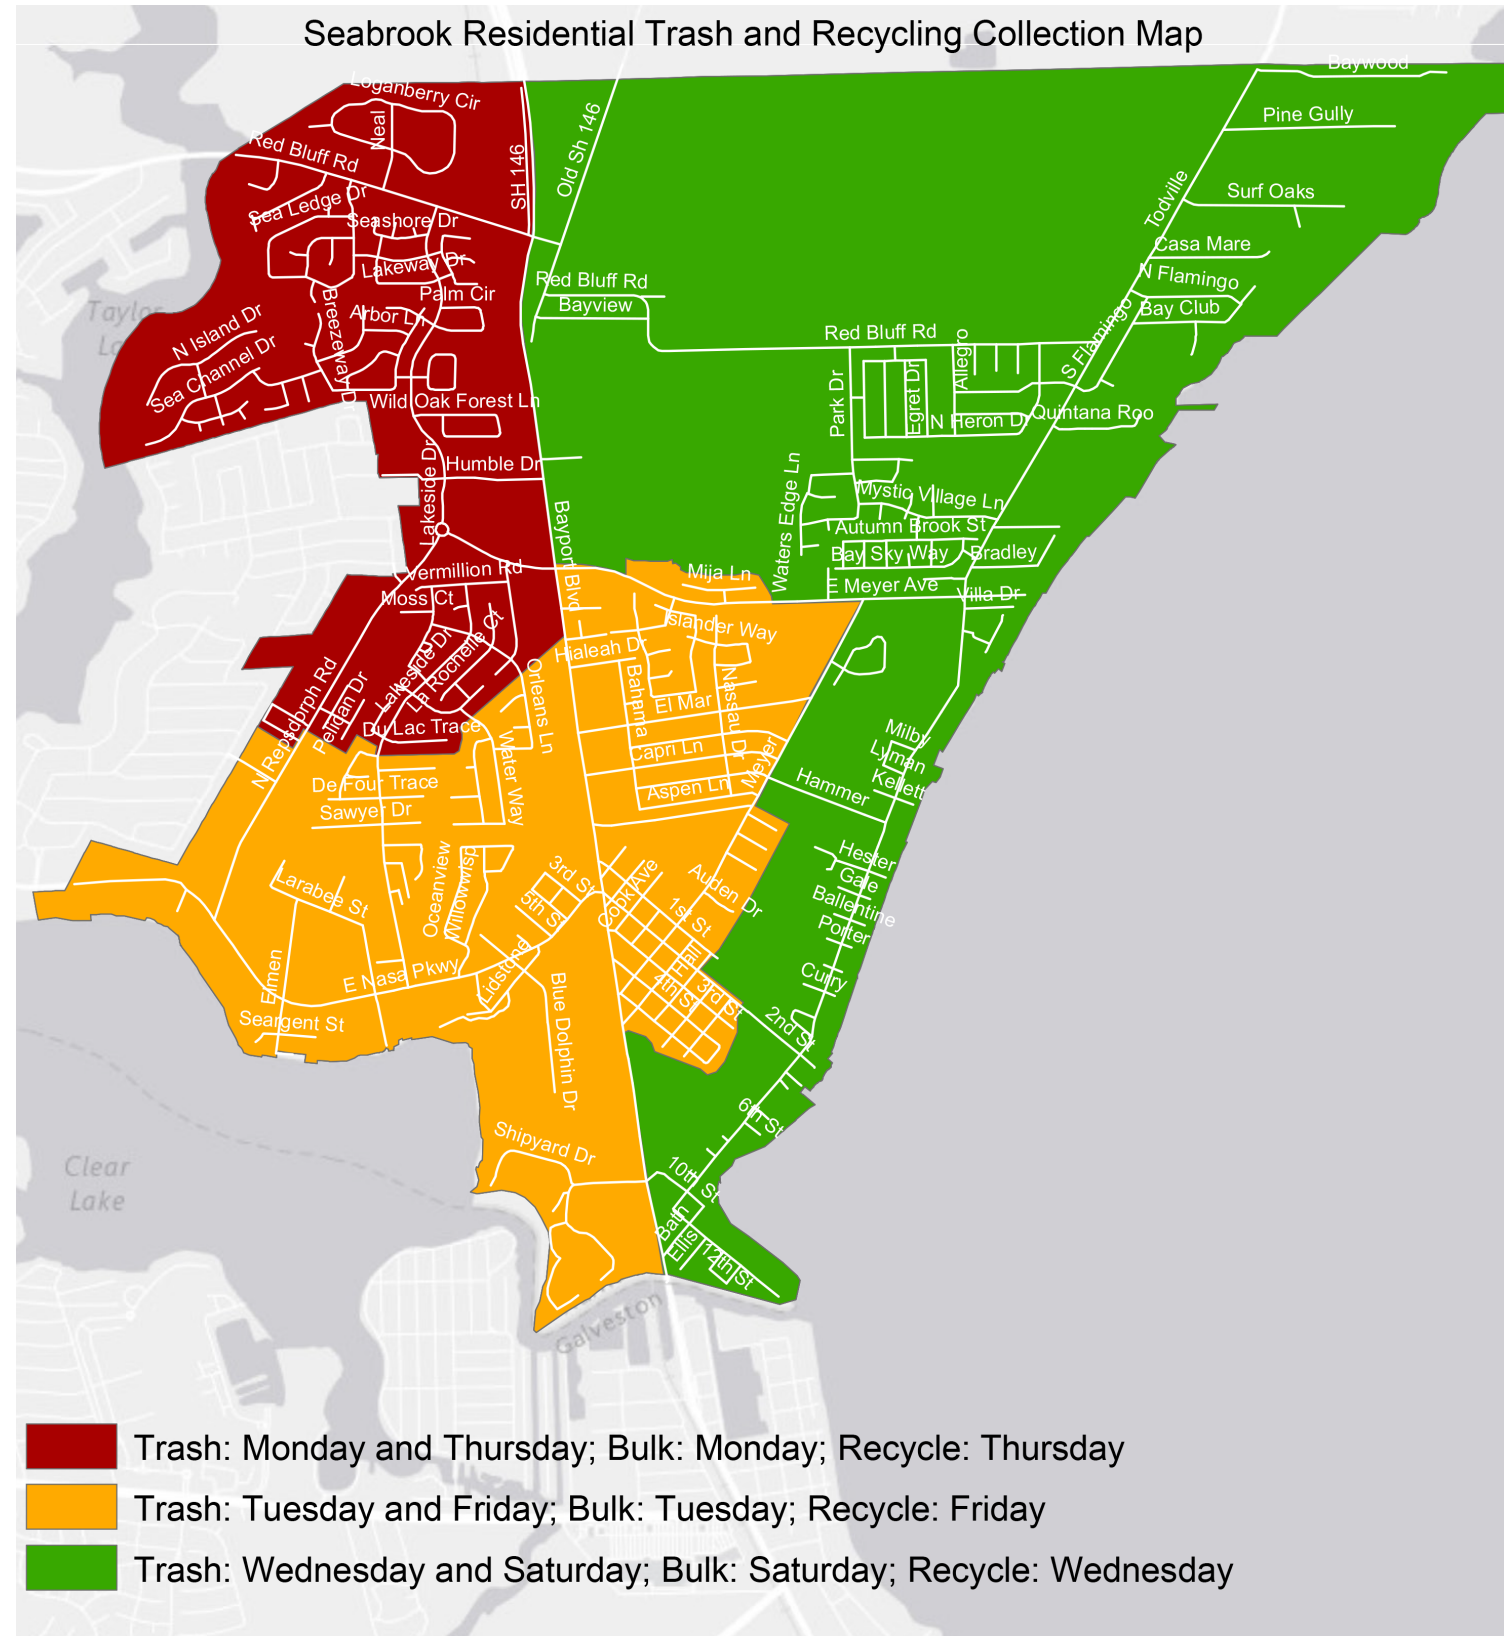 Seabrook Residential Trash and Recycling Collection Map
Baywood
Loganberry Cir
Neal
Pine Gully
Red Bluff Rd
SH 146
Old Sh 146
Todville
Surf Oaks
Sea Ledge Dr
Seashore Dr
Casa Mare
Lakeway Dr
N Flamingo
Palm Cir
Red Bluff Rd
Bayview
Bay Club
Taylor
Breezeway Dr
Arbor Ln
N Island Dr
Red Bluff Rd
Allegro
S Flamingo
Sea Channel Dr
Park Dr
Egret Dr
Wild Oak Forest Ln
N Heron Dr
Quintana Roo
Lakeside Dr
Humble Dr
Waters Edge Ln
Mystic Village Ln
Bayport Blvd
Autumn Brook St
Bay Sky Way
Bradley
Vermillion Rd
Mija Ln
E Meyer Ave
Villa Dr
Moss Ct
Islander Way
Lakeside Dr
La Rochelle Ct
Hialeah Dr
Orleans Ln
Bahama
Nassau Dr
N Repsdorph Rd
Pelican Dr
El Mar
Du Lac Trace
Water Way
Capri Ln
Meyer
Milby
Lyman
Kellett
Hammer
De Four Trace
Aspen Ln
Sawyer Dr
Oceanview
Willowwisp
Hester
Gale
Larabee St
3rd St
5th St
Cook Ave
1st St
Auden Dr
Ballentine
Porter
Elmen
E Nasa Pkwy
Lidstone
Hall
4th St
3rd St
Curry
Blue Dolphin Dr
Seargent St
2nd St
6th St
Shipyard Dr
10th St
Clear
Lake
Bath
Ellis
12th St
Galveston
Trash: Monday and Thursday; Bulk: Monday; Recycle: Thursday
Trash: Tuesday and Friday; Bulk: Tuesday; Recycle: Friday
Trash: Wednesday and Saturday; Bulk: Saturday; Recycle: Wednesday